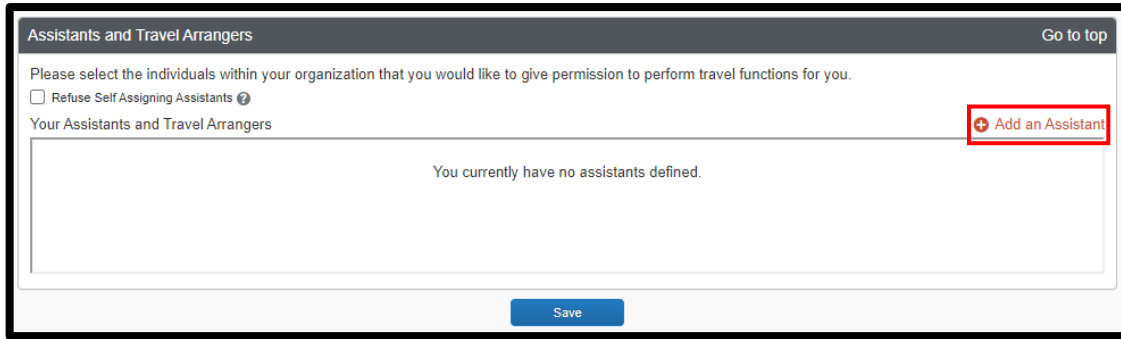 Assistants and Travel Arrangers Go to top
Please select the individuals within your organization that you would like to give permission to perform travel functions for you.
Refuse Self Assigning Assistants ?
Your Assistants and Travel Arrangers + Add an Assistant
You currently have no assistants defined.
Save